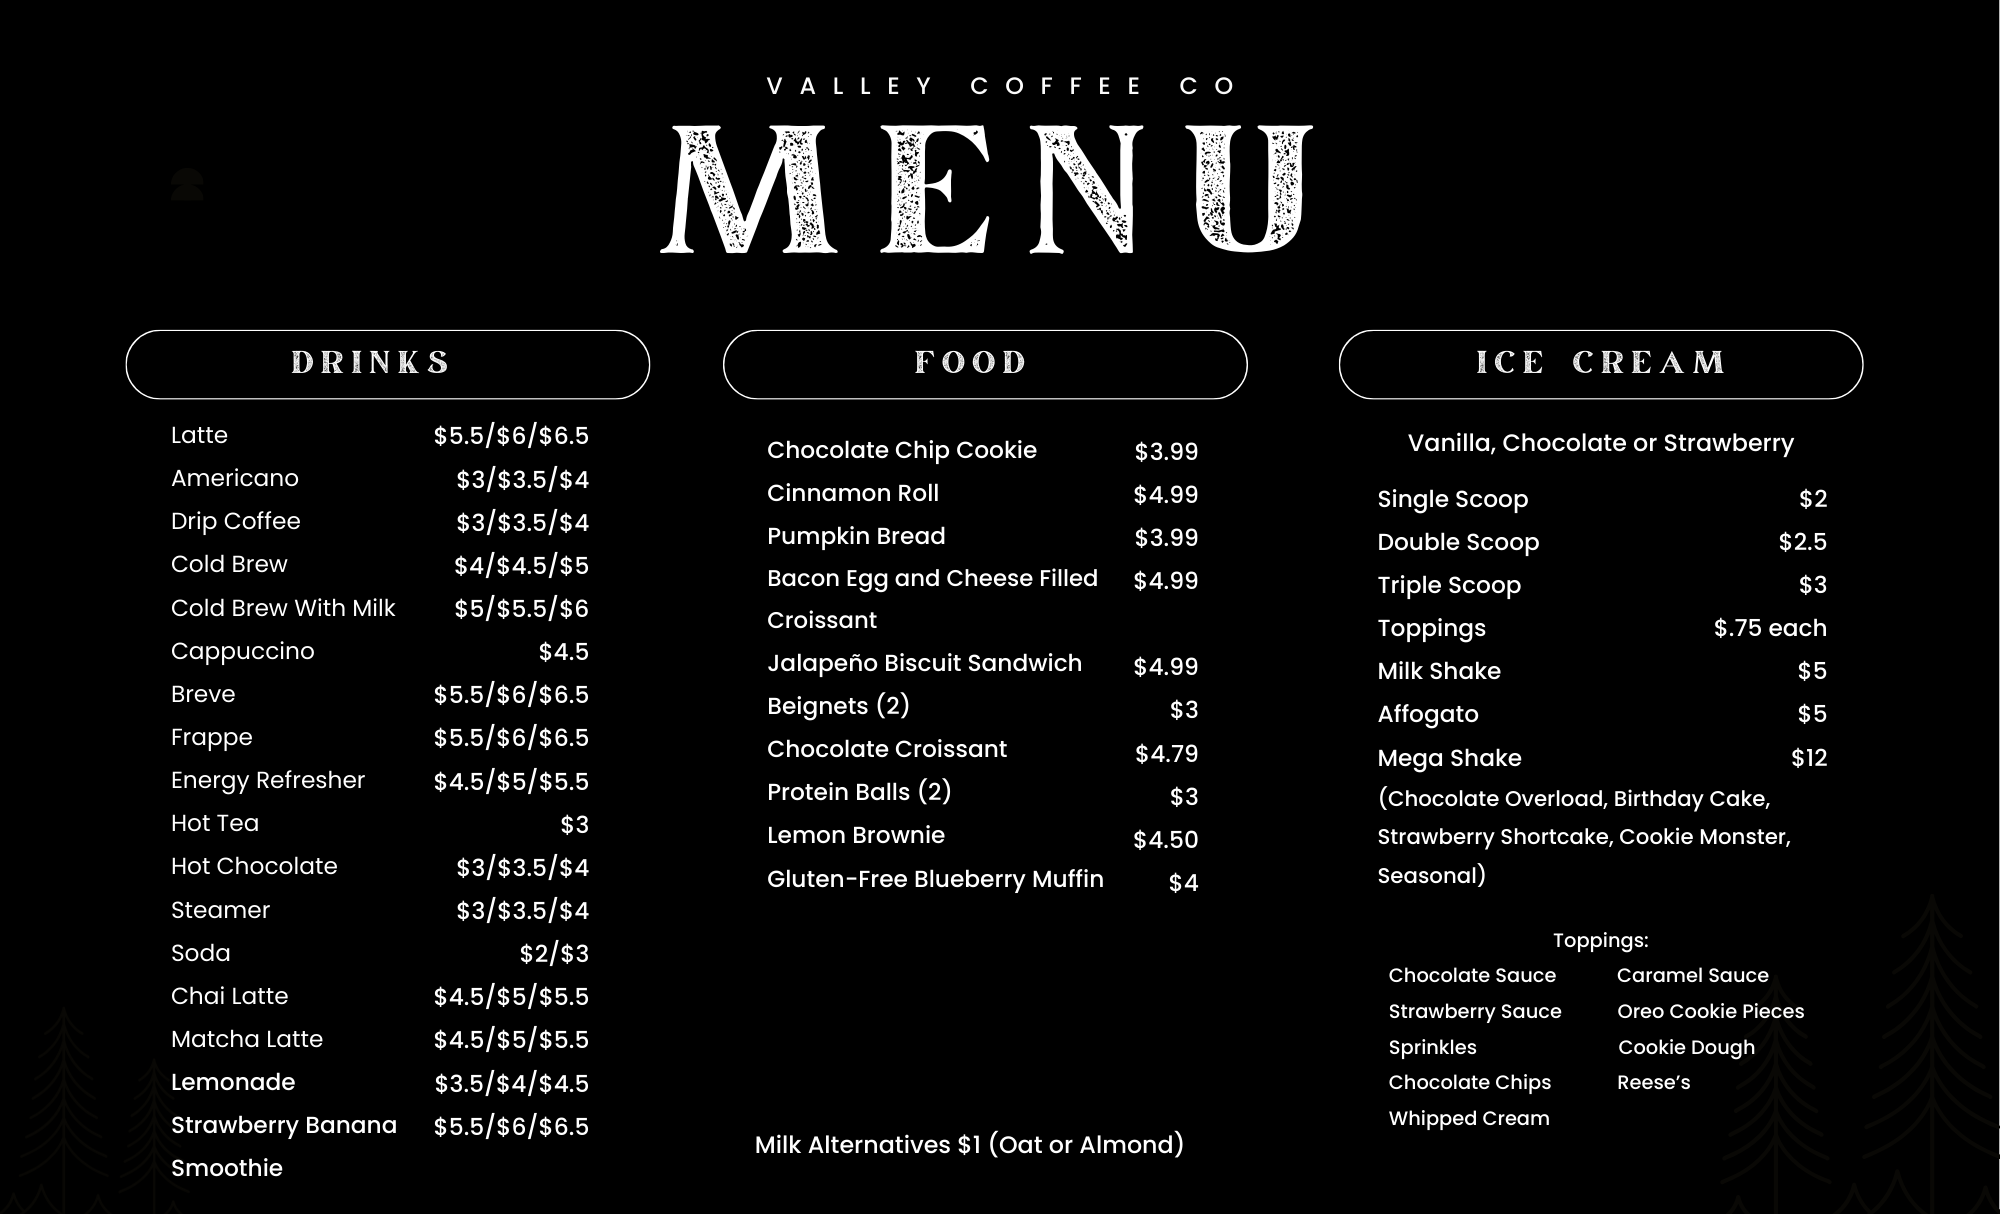 VALLEY COFFEE CO
MENU
DRINKS
Latte $5.5/$6/$6.5
Americano $3/$3.5/$4
Drip Coffee $3/$3.5/$4
Cold Brew $4/$4.5/$5
Cold Brew With Milk $5/$5.5/$6
Cappuccino $4.5
Breve $5.5/$6/$6.5
Frappe $5.5/$6/$6.5
Energy Refresher $4.5/$5/$5.5
Hot Tea $3
Hot Chocolate $3/$3.5/$4
Steamer $3/$3.5/$4
Soda $2/$3
Chai Latte $4.5/$5/$5.5
Matcha Latte $4.5/$5/$5.5
Lemonade $3.5/$4/$4.5
Strawberry Banana $5.5/$6/$6.5
Smoothie
FOOD
Chocolate Chip Cookie $3.99
Cinnamon Roll $4.99
Pumpkin Bread $3.99
Bacon Egg and Cheese Filled $4.99
Croissant
Jalapeño Biscuit Sandwich $4.99
Beignets (2) $3
Chocolate Croissant $4.79
Protein Balls (2) $3
Lemon Brownie $4.50
Gluten-Free Blueberry Muffin $4
Milk Alternatives $1 (Oat or Almond)
ICE CREAM
Vanilla, Chocolate or Strawberry
Single Scoop $2
Double Scoop $2.5
Triple Scoop $3
Toppings $.75 each
Milk Shake $5
Affogato $5
Mega Shake $12
(Chocolate Overload, Birthday Cake,
Strawberry Shortcake, Cookie Monster,
Seasonal)
Toppings:
Chocolate Sauce Caramel Sauce
Strawberry Sauce Oreo Cookie Pieces
Sprinkles Cookie Dough
Chocolate Chips Reese's
Whipped Cream